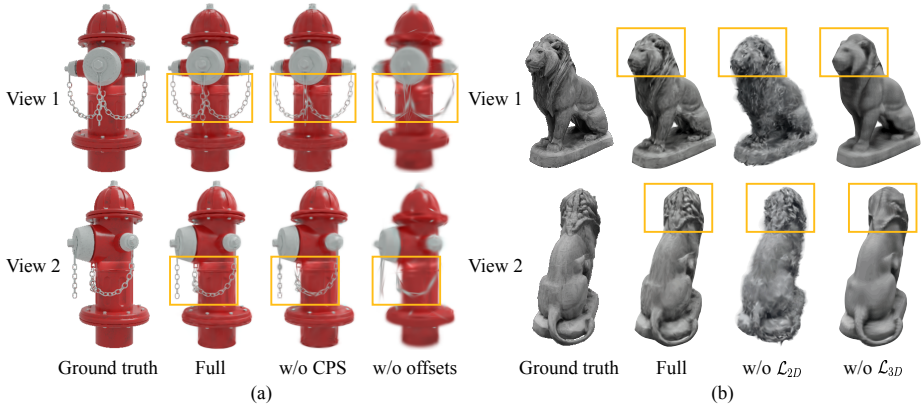 View 1
View 1
View 2
View 2
Ground truth Full w/o CPS w/o offsets Ground truth Full w/o ℒ2D w/o ℒ3D
(a) (b)